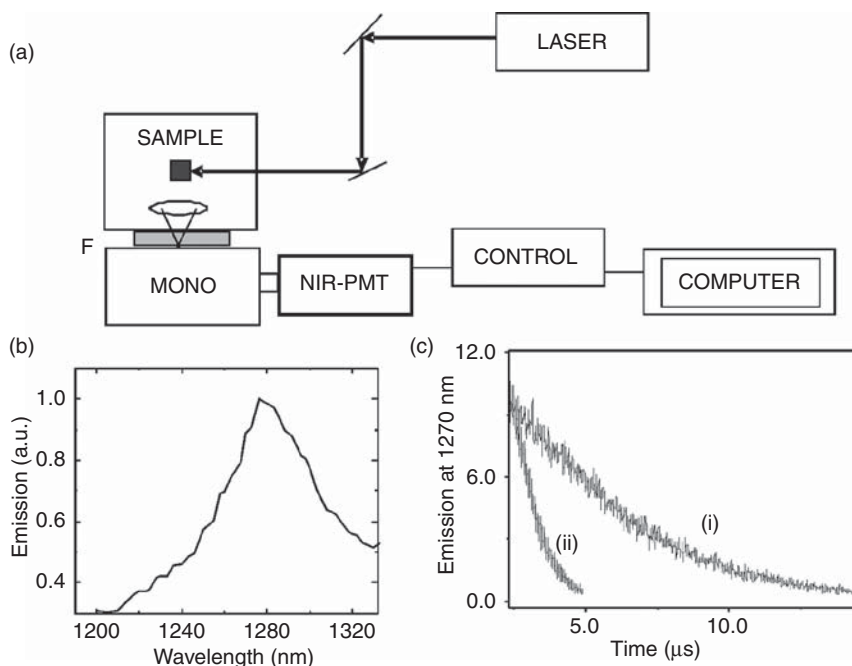 (a)
LASER
SAMPLE
F
MONO
NIR-PMT
CONTROL
COMPUTER
(b)
Emission (a.u.)
1.0
0.8
0.6
0.4
1200 1240 1280 1320
Wavelength (nm)
(c)
Emission at 1270 nm
12.0
6.0
0.0
(i)
(ii)
5.0 10.0
Time (μs)